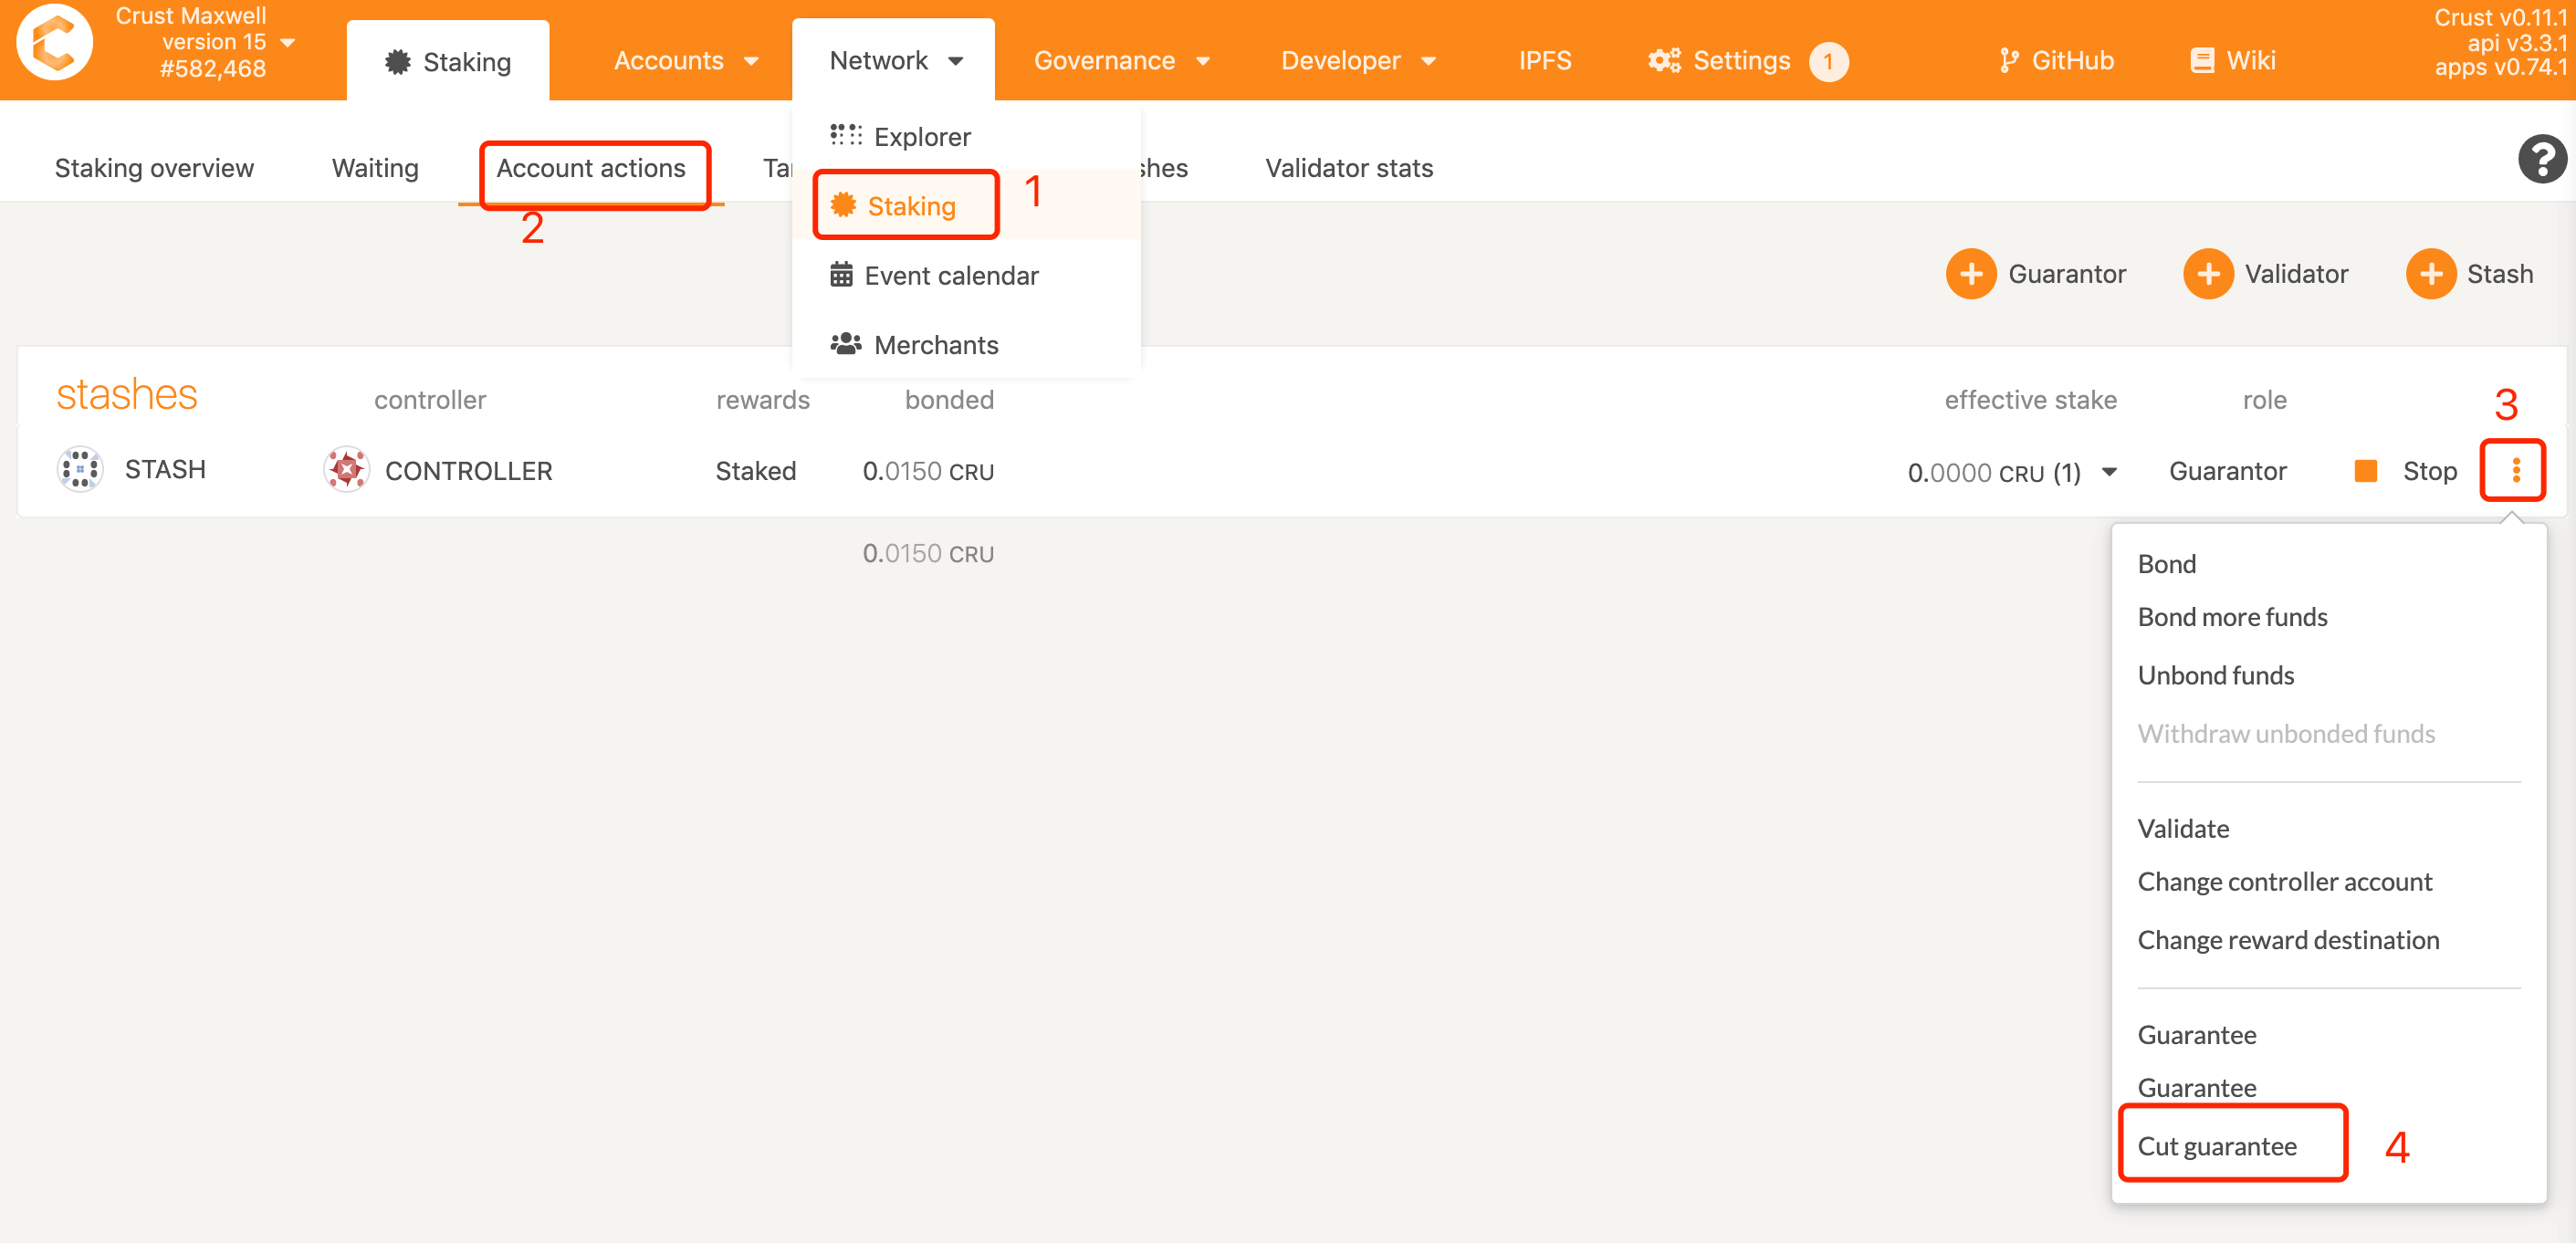 Crust Maxwell
version 15
#582,468
Staking
Accounts
Network
Governance
Developer
IPFS
Settings 1
GitHub
Wiki
Crust v0.11.1
api v3.3.1
apps v0.74.1
Explorer
Staking
1
Event calendar
Merchants
Staking overview
Waiting
Account actions
2
Validator stats
?
Guarantor
Validator
Stash
stashes
controller
rewards
bonded
effective stake
role
3
STASH
CONTROLLER
Staked
0.0150 CRU
0.0000 CRU (1)
Guarantor
Stop
0.0150 CRU
Bond
Bond more funds
Unbond funds
Withdraw unbonded funds
Validate
Change controller account
Change reward destination
Guarantee
Guarantee
Cut guarantee
4